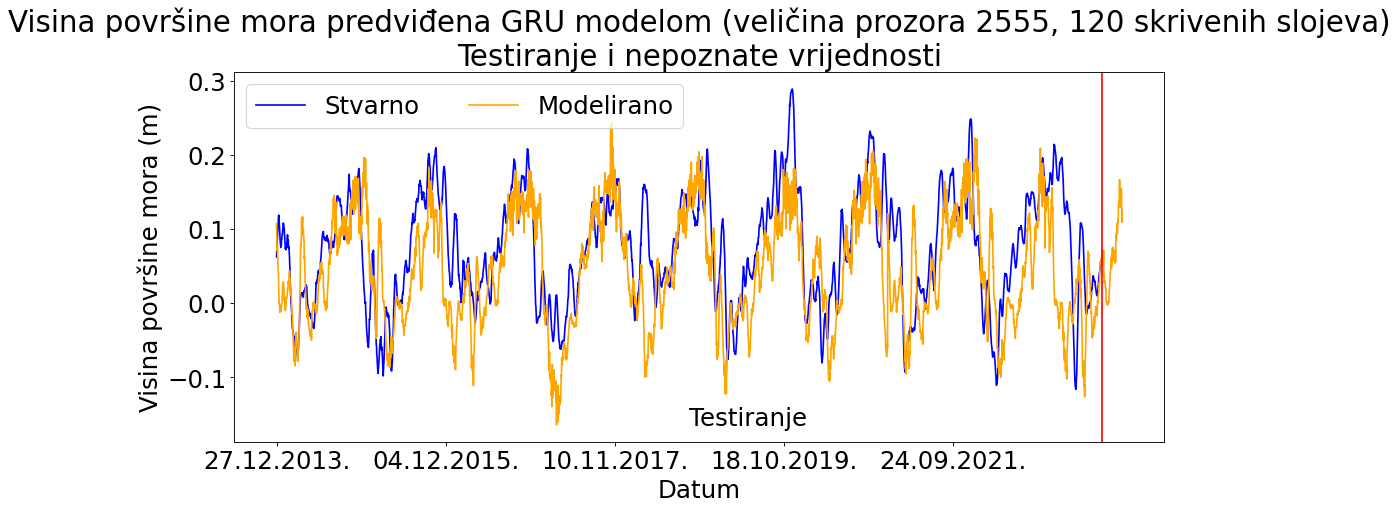 Visina površine mora predviđena GRU modelom (veličina prozora 2555, 120 skrivenih slojeva)
Testiranje i nepoznate vrijednosti
Stvarno
Modelirano
Visina površine mora (m)
0.3
0.2
0.1
0.0
−0.1
Testiranje
27.12.2013.
04.12.2015.
10.11.2017.
18.10.2019.
24.09.2021.
Datum